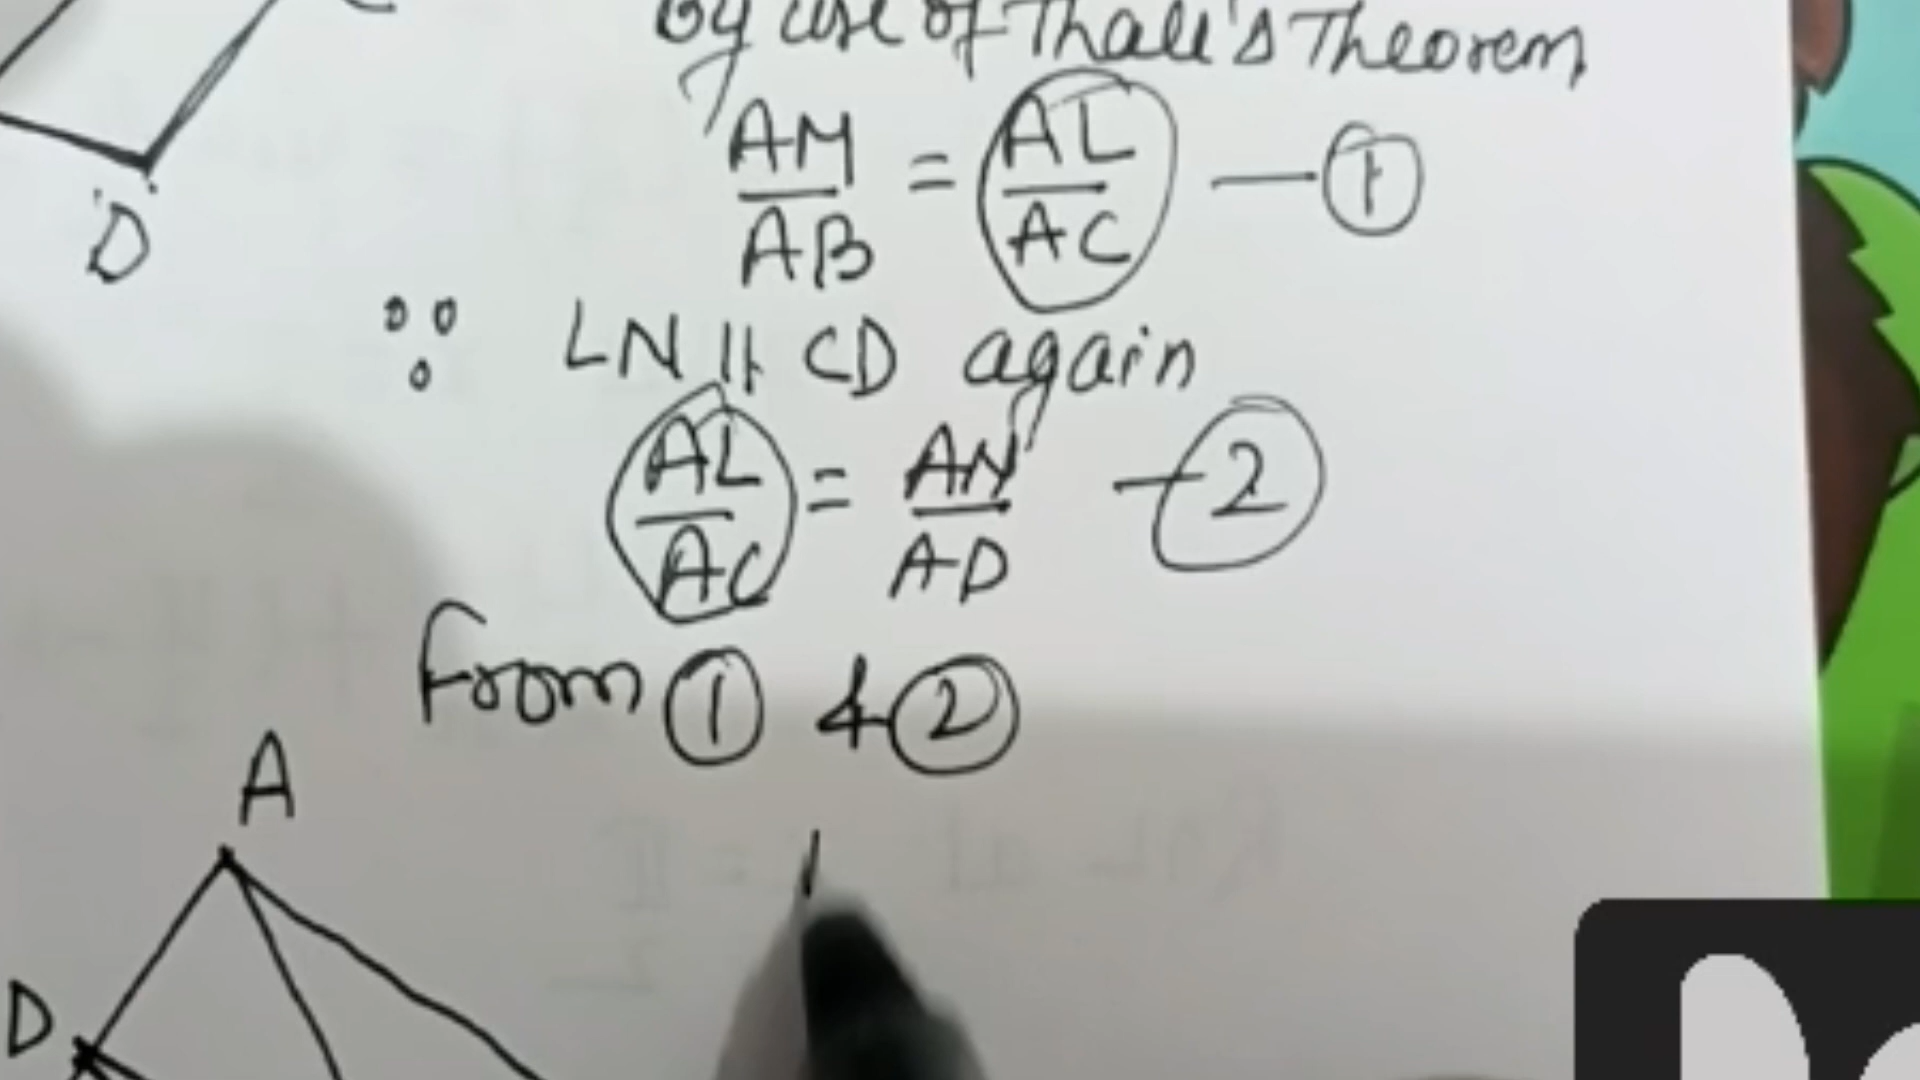 By use of Thale's Theorem
AM/AB = AL/AC — ①
D
∵ LN || CD again
AL/AC = AN/AD — ②
From ① & ②
A
D